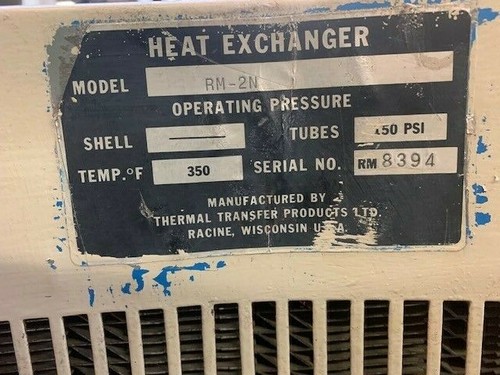 HEAT EXCHANGER
MODEL RM-2N
OPERATING PRESSURE
SHELL — TUBES 150 PSI
TEMP.°F 350 SERIAL NO. RM 8394
MANUFACTURED BY
THERMAL TRANSFER PRODUCTS LTD.
RACINE, WISCONSIN U.S.A.